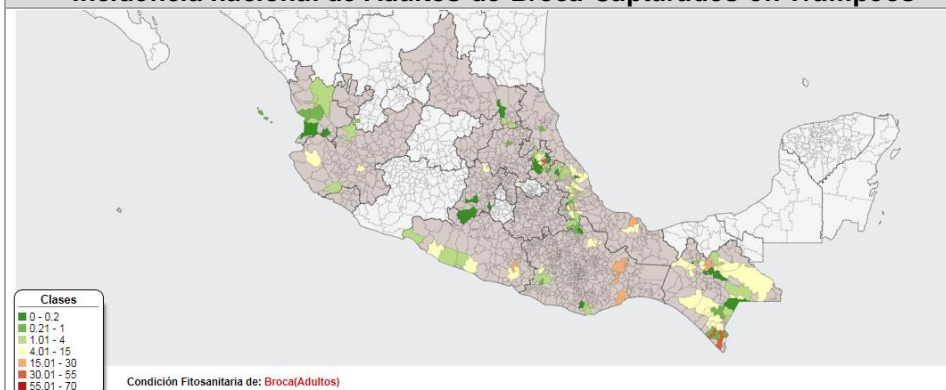 Incidencia nacional de Adultos de Broca Capturados en Trampeos
Clases
0 - 0.2
0.21 - 1
1.01 - 4
4.01 - 15
15.01 - 30
30.01 - 55
55.01 - 70
Condición Fitosanitaria de: Broca(Adultos)